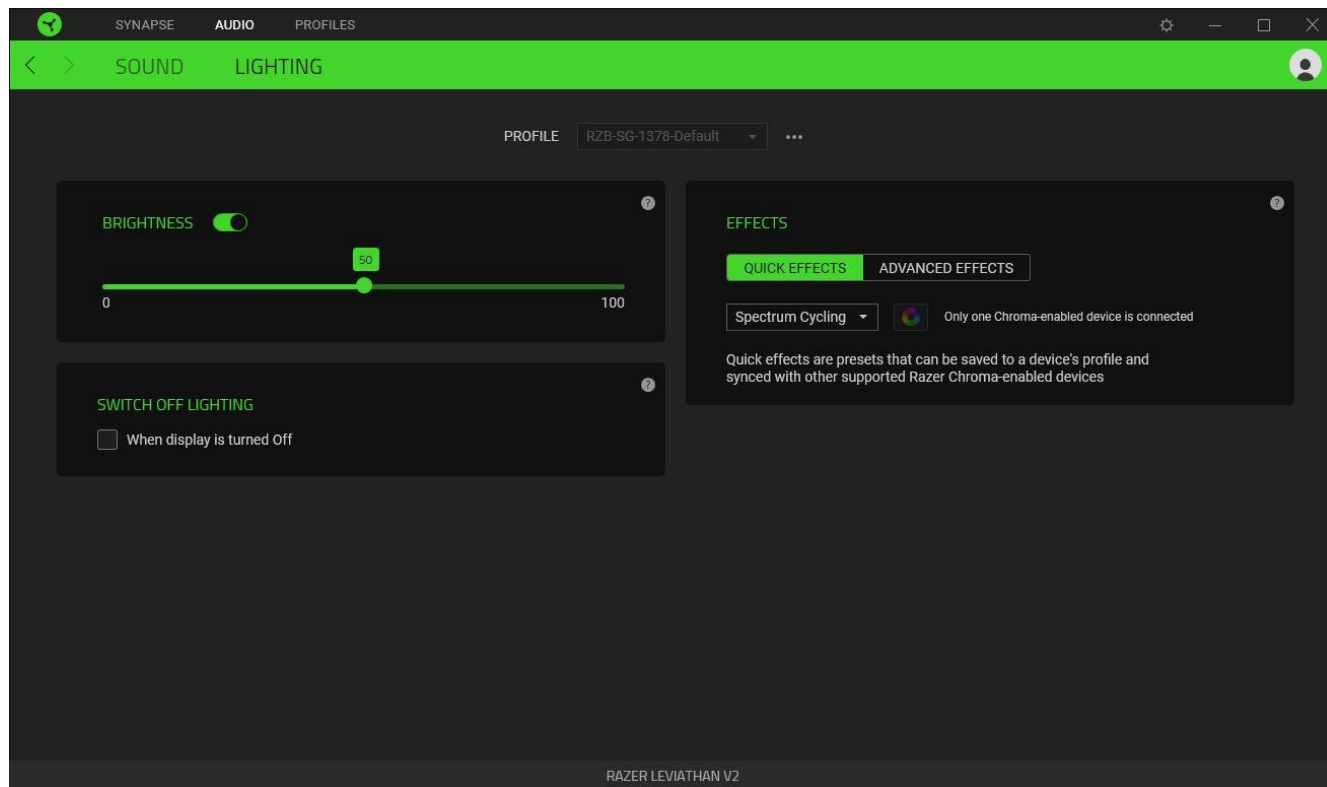 SYNAPSE AUDIO PROFILES
SOUND LIGHTING
PROFILE RZB-SG-1378-Default
BRIGHTNESS
50
0 100
SWITCH OFF LIGHTING
When display is turned Off
EFFECTS
QUICK EFFECTS ADVANCED EFFECTS
Spectrum Cycling Only one Chroma-enabled device is connected
Quick effects are presets that can be saved to a device's profile and
synced with other supported Razer Chroma-enabled devices
RAZER LEVIATHAN V2